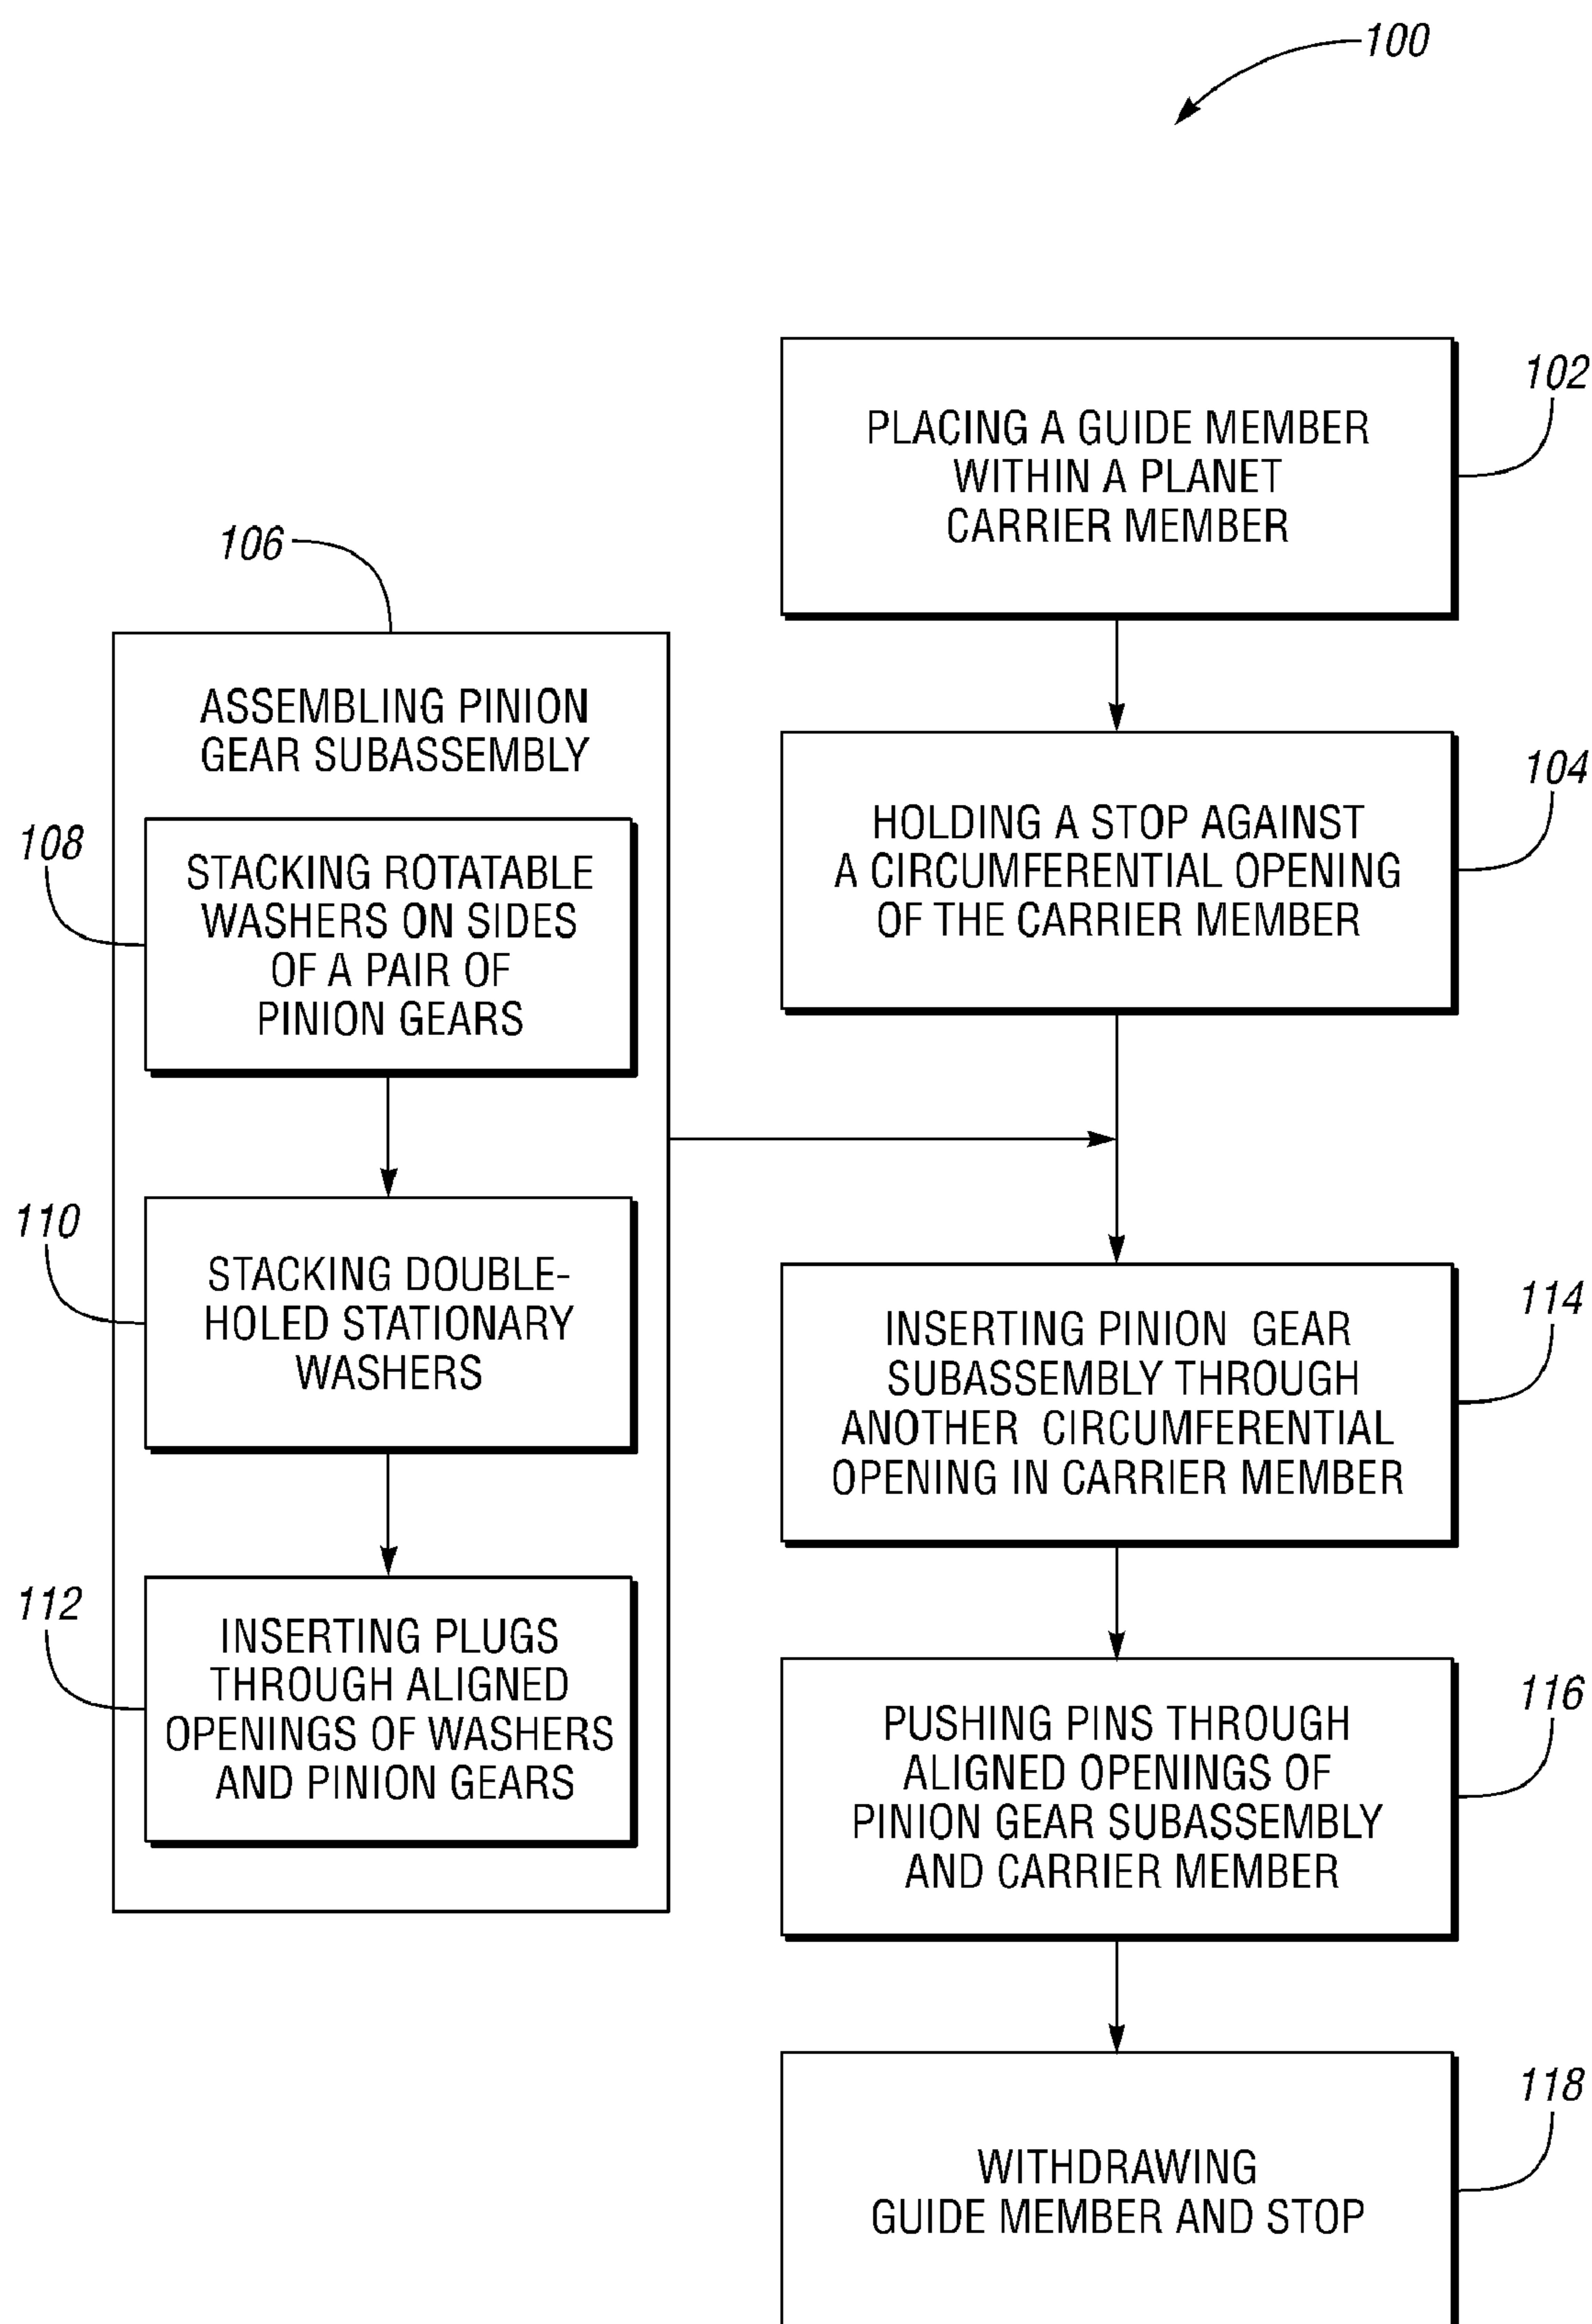 100
102
PLACING A GUIDE MEMBER
WITHIN A PLANET
CARRIER MEMBER
104
HOLDING A STOP AGAINST
A CIRCUMFERENTIAL OPENING
OF THE CARRIER MEMBER
106
ASSEMBLING PINION
GEAR SUBASSEMBLY
108
STACKING ROTATABLE
WASHERS ON SIDES
OF A PAIR OF
PINION GEARS
110
STACKING DOUBLE-
HOLED STATIONARY
WASHERS
112
INSERTING PLUGS
THROUGH ALIGNED
OPENINGS OF WASHERS
AND PINION GEARS
114
INSERTING PINION GEAR
SUBASSEMBLY THROUGH
ANOTHER CIRCUMFERENTIAL
OPENING IN CARRIER MEMBER
116
PUSHING PINS THROUGH
ALIGNED OPENINGS OF
PINION GEAR SUBASSEMBLY
AND CARRIER MEMBER
118
WITHDRAWING
GUIDE MEMBER AND STOP